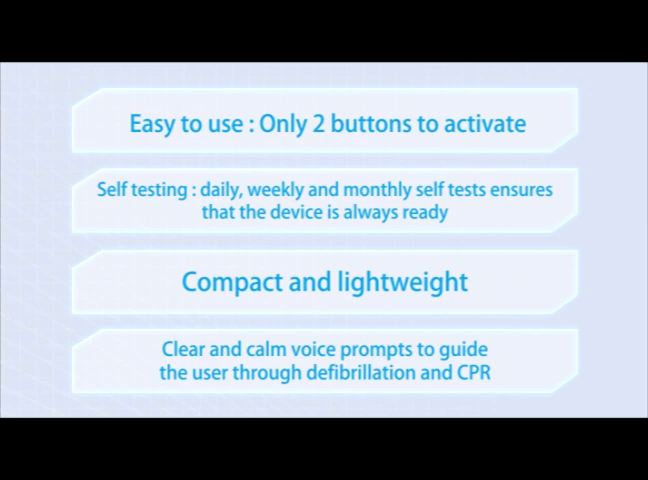 Easy to use : Only 2 buttons to activate
Self testing : daily, weekly and monthly self tests ensures
that the device is always ready
Compact and lightweight
Clear and calm voice prompts to guide
the user through defibrillation and CPR